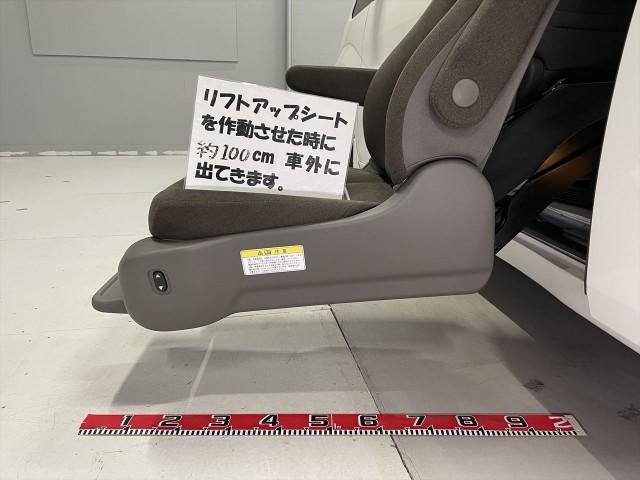 リフトアップシート
を作動させた時に
約100cm 車外に
出てきます。
注意
1 2 3 4 5 6 7 8 9